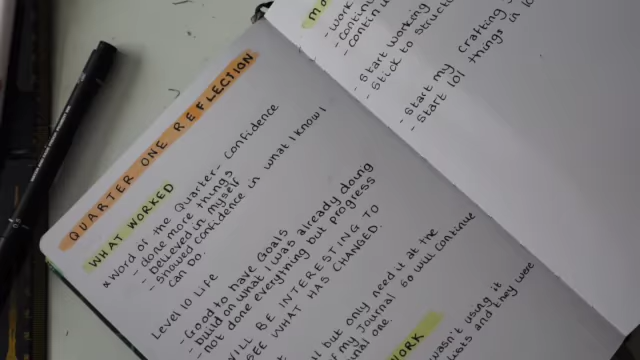 QUARTER ONE REFLECTION
WHAT WORKED
* Word of the Quarter - Confidence
- done more things
- believed in myself
- showed confidence in what I know I
can do.
Level 10 Life
- Good to have Goals
- build on what I was already doing
- not done everything but progress
WILL BE INTERESTING TO
SEE WHAT HAS CHANGED.
but only need it at the
my Journal so will continue
one.
WORK
wasn't using it
and they were
- work
- continu
- continu
- start working
- stick to struct
- start my crafting
- start 101 things in 10